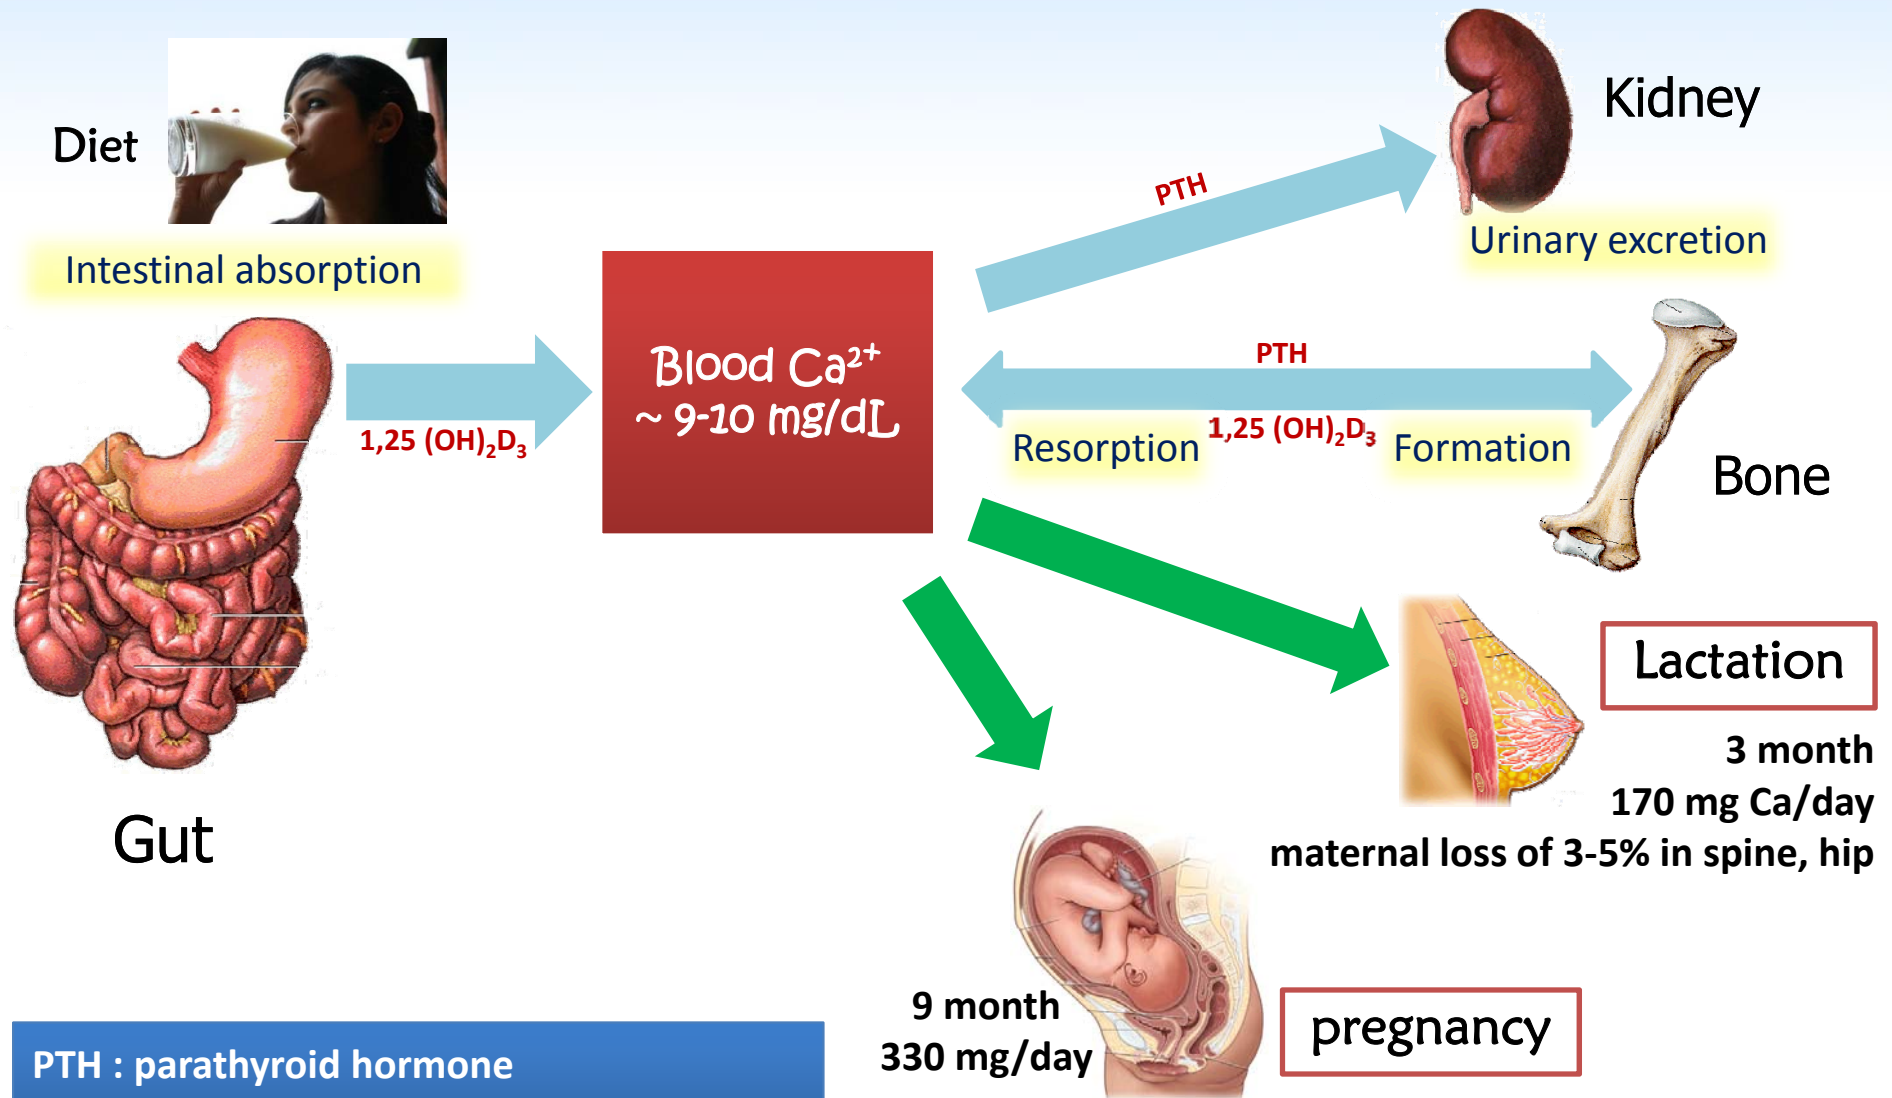 Diet
Intestinal absorption
1,25 (OH)₂D₃
Gut
Blood Ca²⁺
~ 9-10 mg/dL
PTH
Kidney
Urinary excretion
PTH
Resorption
1,25 (OH)₂D₃
Formation
Bone
Lactation
3 month
170 mg Ca/day
maternal loss of 3-5% in spine, hip
9 month
330 mg/day
pregnancy
PTH : parathyroid hormone